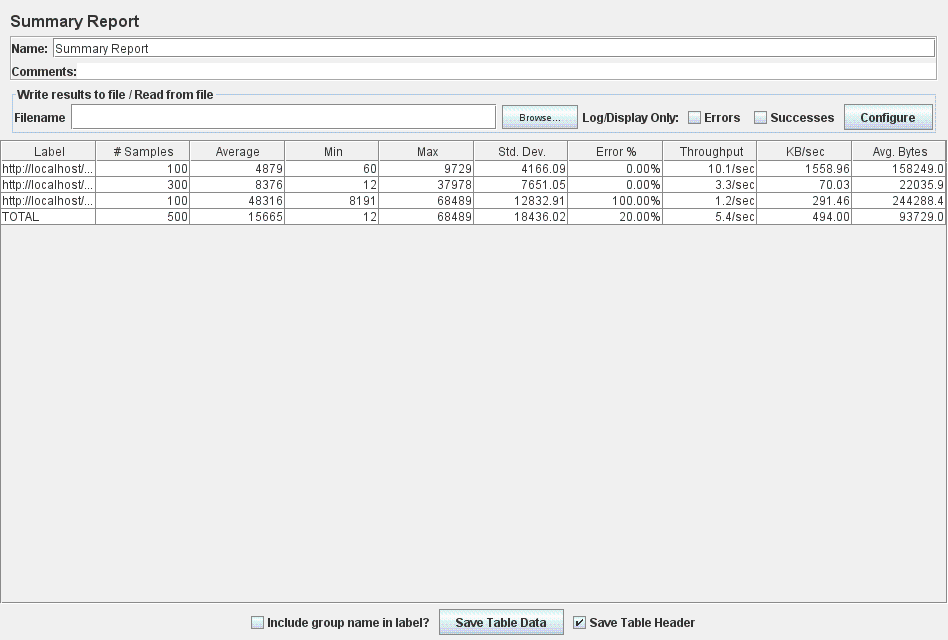 Summary Report
Name: Summary Report
Comments:
Write results to file / Read from file
Filename Browse... Log/Display Only: Errors Successes Configure
Label # Samples Average Min Max Std. Dev. Error % Throughput KB/sec Avg. Bytes
http://localhost/... 100 4879 60 9729 4166.09 0.00% 10.1/sec 1558.96 158249.0
http://localhost/... 300 8376 12 37978 7651.05 0.00% 3.3/sec 70.03 22035.9
http://localhost/... 100 48316 8191 68489 12832.91 100.00% 1.2/sec 291.46 244288.4
TOTAL 500 15665 12 68489 18436.02 20.00% 5.4/sec 494.00 93729.0
Include group name in label? Save Table Data Save Table Header